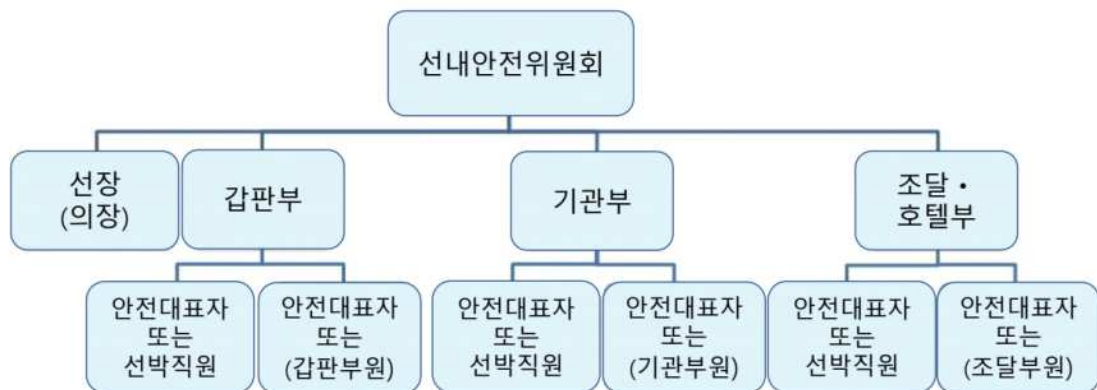 선내안전위원회
선장
(의장)
갑판부
기관부
조달·
호텔부
안전대표자
또는
선박직원
안전대표자
또는
(갑판부원)
안전대표자
또는
선박직원
안전대표자
또는
(기관부원)
안전대표자
또는
선박직원
안전대표자
또는
(조달부원)